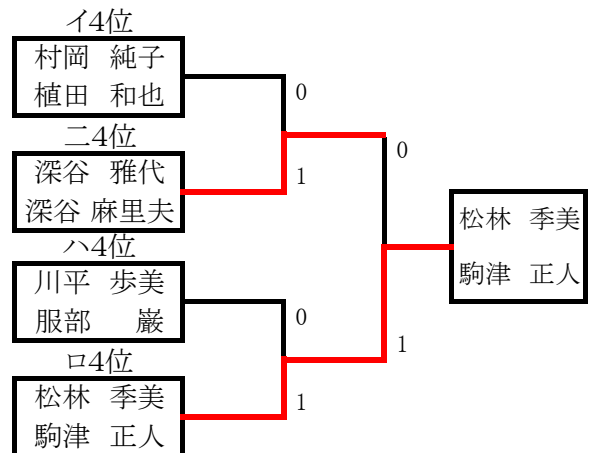 イ4位
村岡 純子
植田 和也
0
ニ4位
深谷 雅代
深谷 麻里夫
1
0
ハ4位
川平 歩美
服部 巌
0
ロ4位
松林 季美
駒津 正人
1
1
松林 季美
駒津 正人